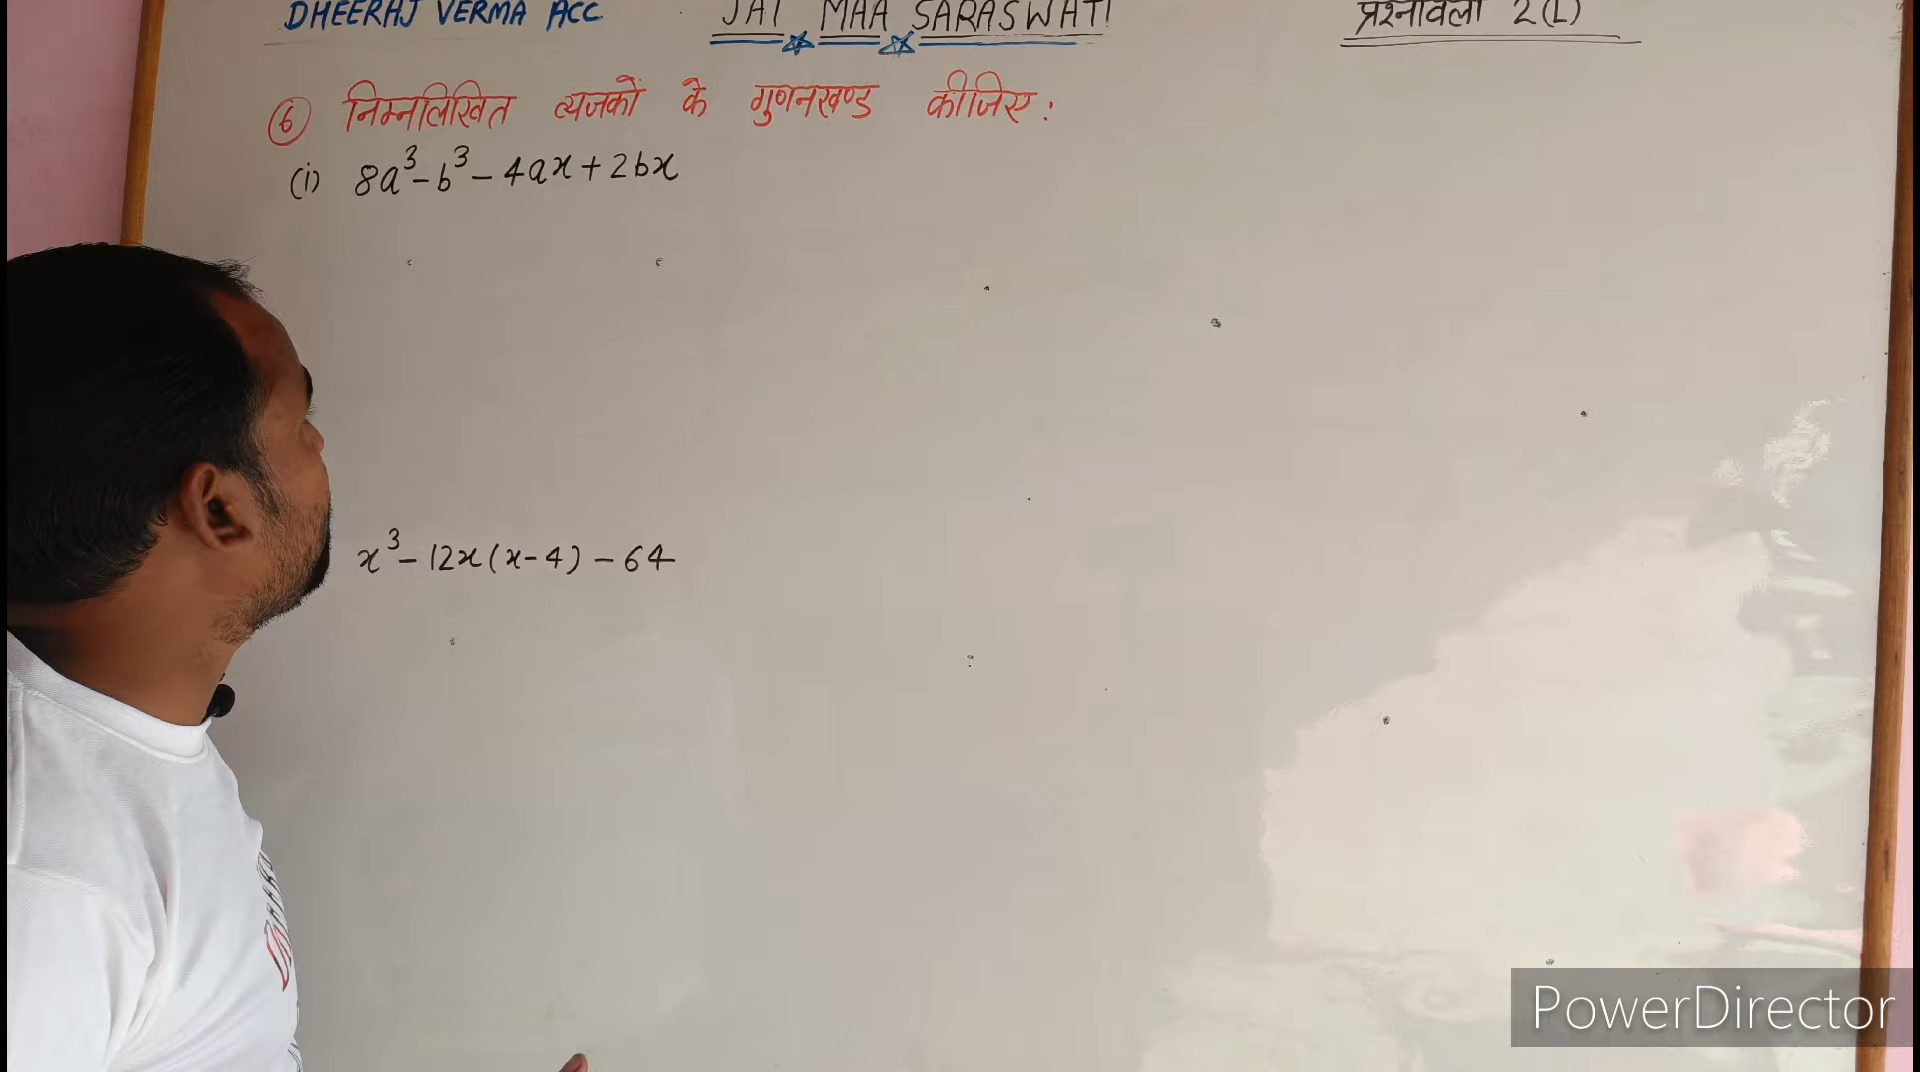 DHEERAJ VERMA ACC JAI MAA SARASWATI प्रश्नावली 2(L)
6 निम्नलिखित व्यंजकों के गुणनखण्ड कीजिए:
(i) 8a³-b³-4ax+2bx
x³-12x(x-4)-64
PowerDirector